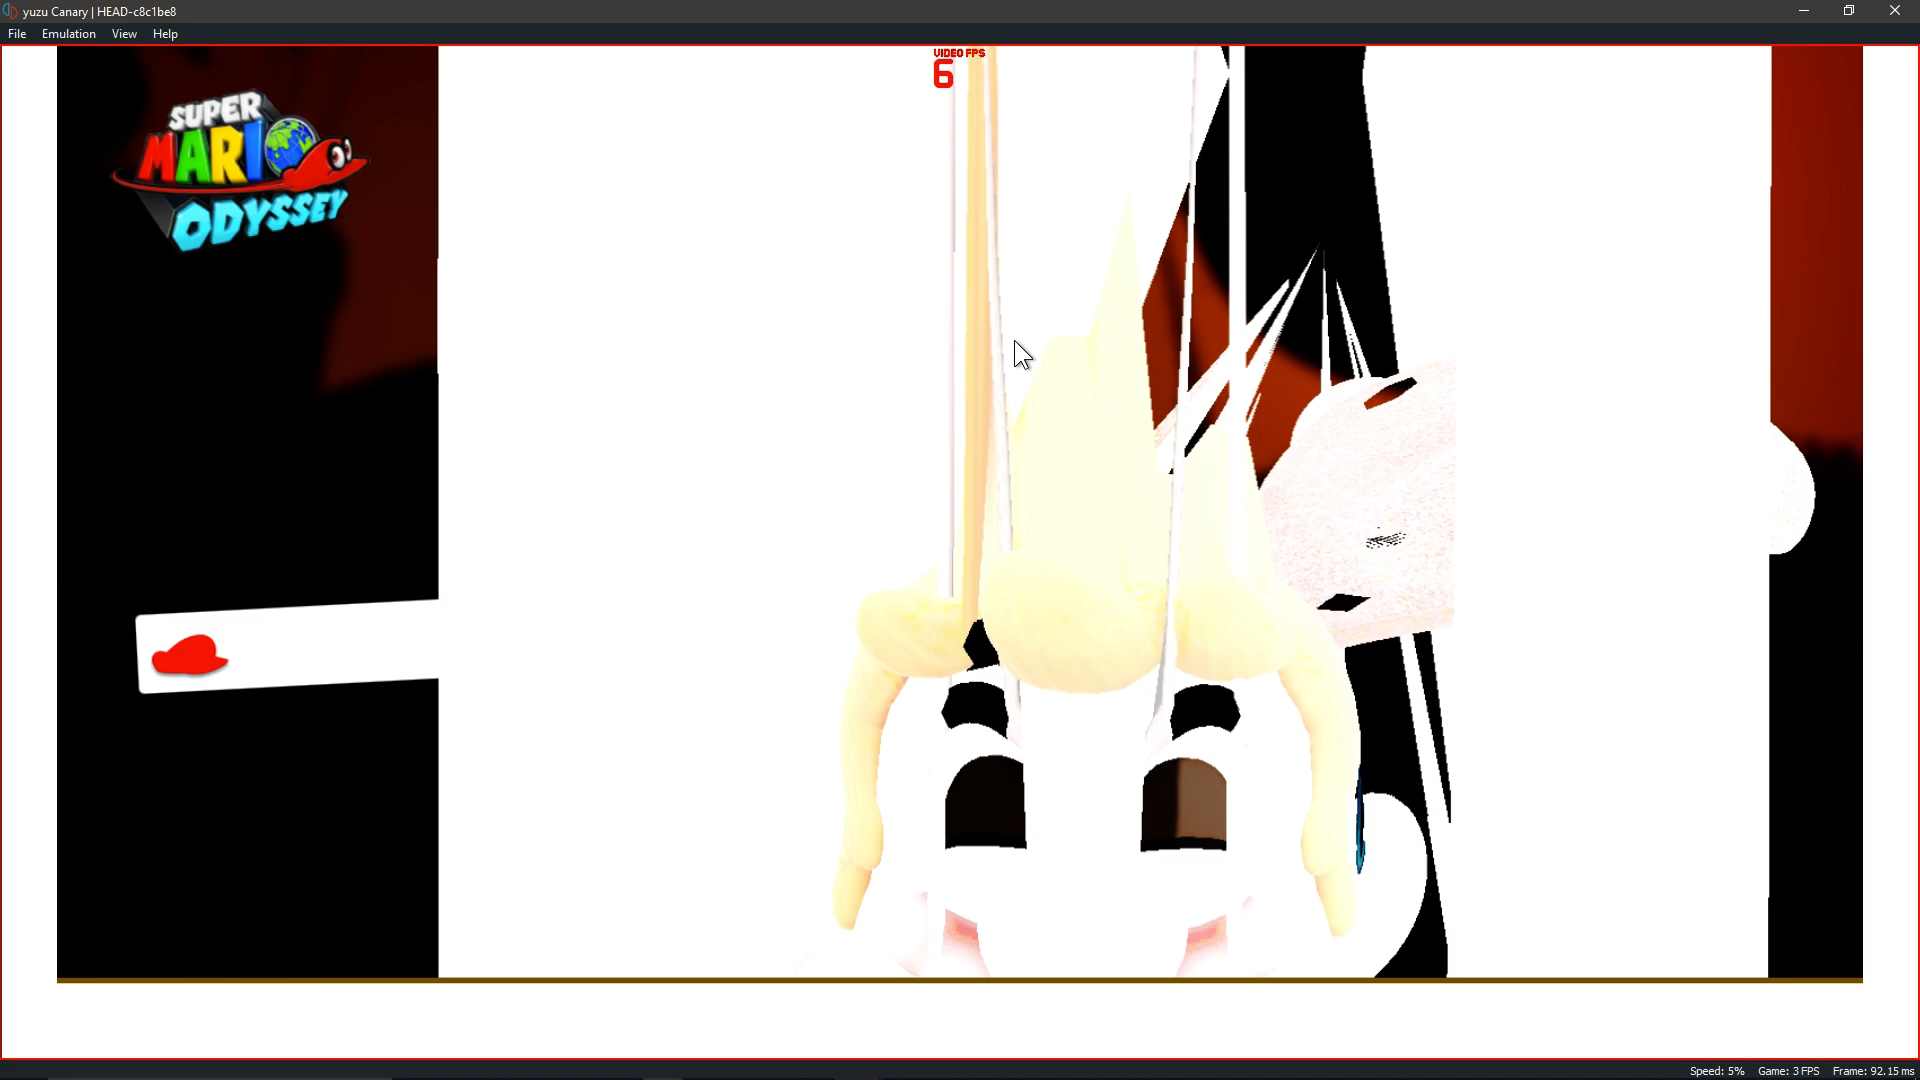 yuzu Canary | HEAD-c8c1be8
File Emulation View Help
VIDEO FPS
6
SUPER
MARIO
ODYSSEY
Speed: 5% Game: 3 FPS Frame: 92.15 ms